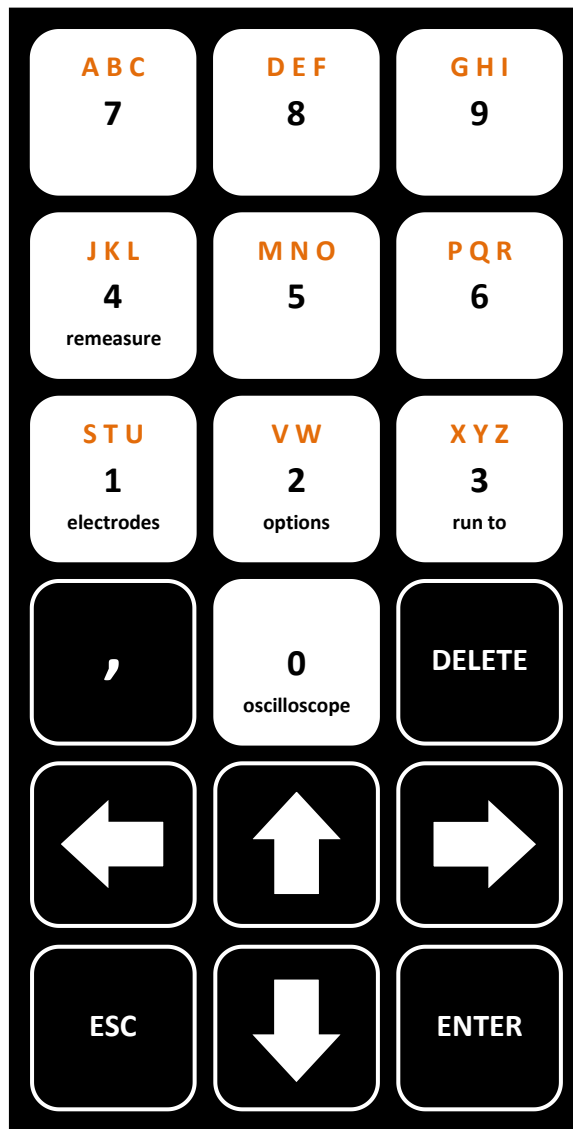 A B C
7
D E F
8
G H I
9
J K L
4
remeasure
M N O
5
P Q R
6
S T U
1
electrodes
V W
2
options
X Y Z
3
run to
,
0
oscilloscope
DELETE
ESC
ENTER